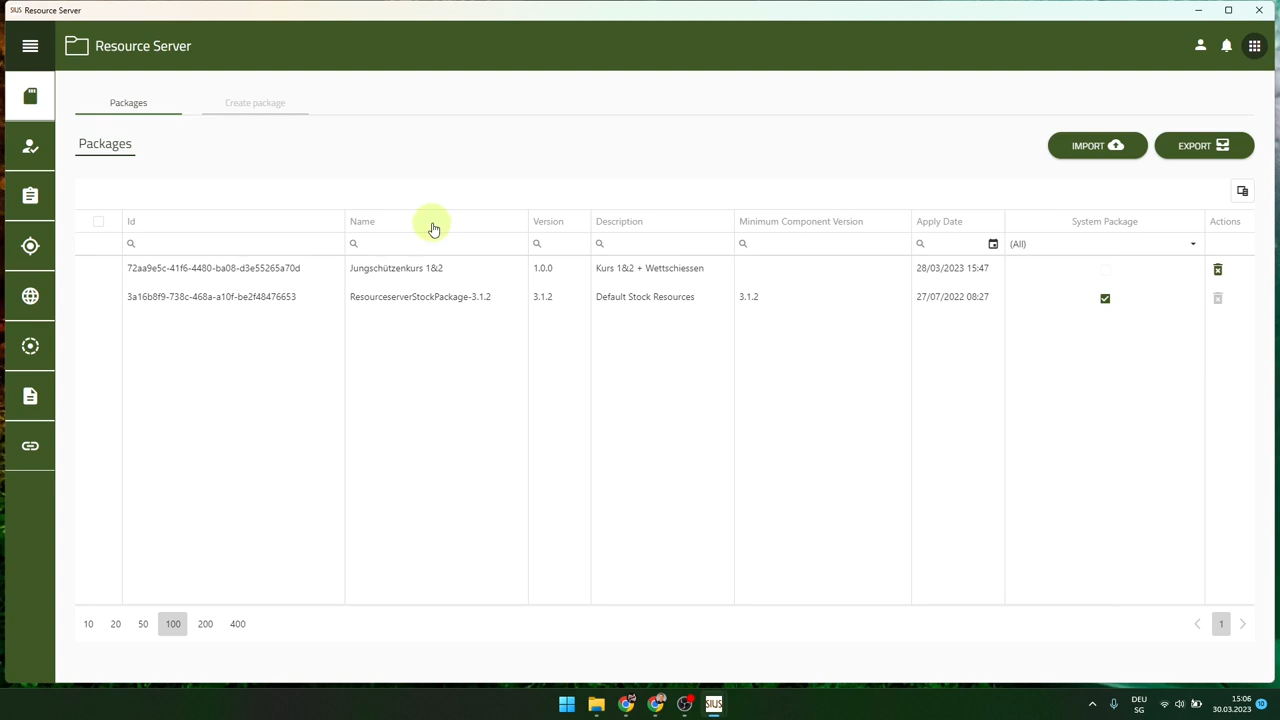 SIUS Resource Server
Resource Server
Packages Create package
Packages
IMPORT EXPORT
Id Name Version Description Minimum Component Version Apply Date System Package Actions
(All)
72aa9e5c-41f6-4480-ba08-d3e55265a70d Jungschützenkurs 1&2 1.0.0 Kurs 1&2 + Wettschiessen 28/03/2023 15:47
3a16b8f9-738c-468a-a10f-be2f48476653 ResourceserverStockPackage-3.1.2 3.1.2 Default Stock Resources 3.1.2 27/07/2022 08:27
10 20 50 100 200 400 1
SIUS DEU 15:06
SG 30.03.2023 10